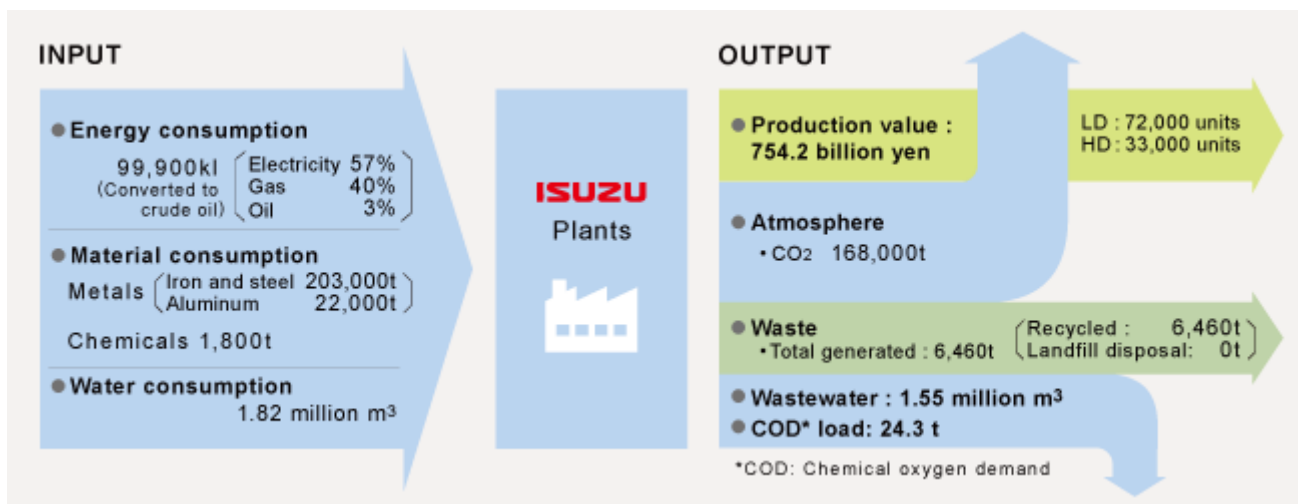 INPUT
● Energy consumption
99,900kl
(Converted to
crude oil)
Electricity 57%
Gas 40%
Oil 3%
● Material consumption
Metals
Iron and steel 203,000t
Aluminum 22,000t
Chemicals 1,800t
● Water consumption
1.82 million m³
ISUZU
Plants
OUTPUT
● Production value :
754.2 billion yen
LD : 72,000 units
HD : 33,000 units
● Atmosphere
・CO2 168,000t
● Waste
・Total generated : 6,460t
Recycled : 6,460t
Landfill disposal: 0t
● Wastewater : 1.55 million m³
● COD* load: 24.3 t
*COD: Chemical oxygen demand